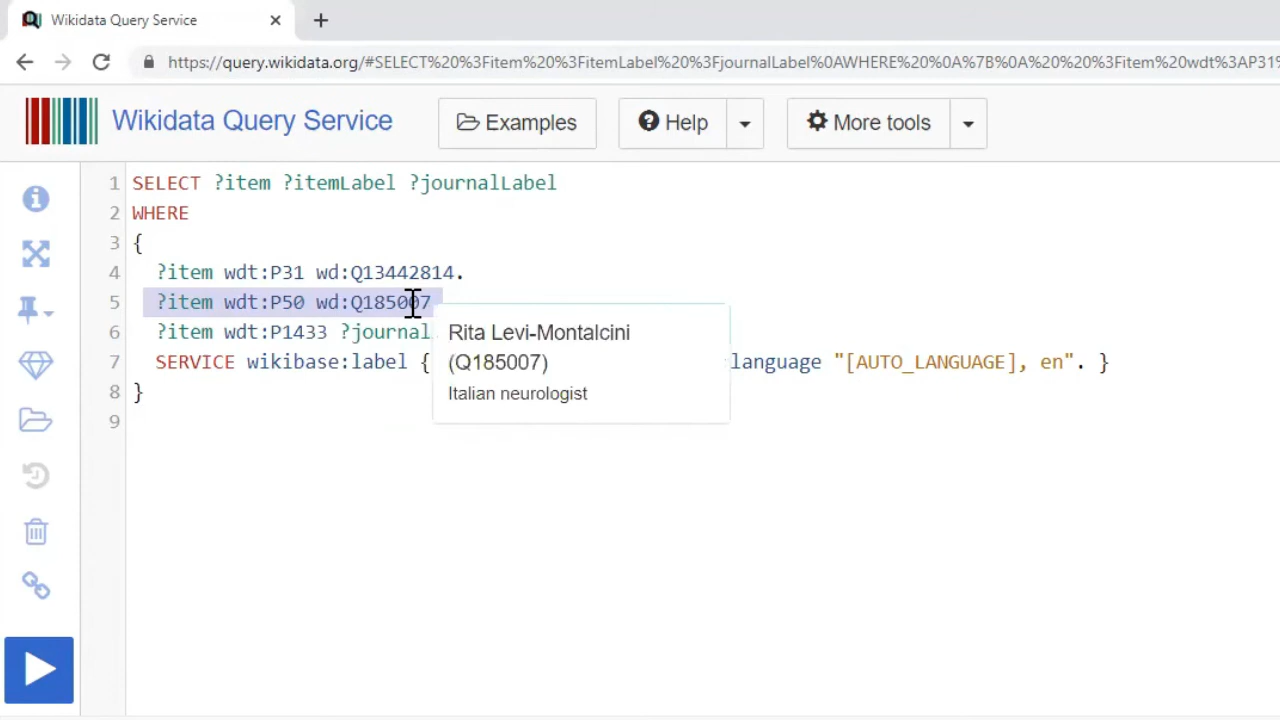 Wikidata Query Service
https://query.wikidata.org/#SELECT%20%3Fitem%20%3FitemLabel%20%3FjournalLabel%0AWHERE%20%0A%7B%0A%20%20%3Fitem%20wdt%3AP31%
Wikidata Query Service Examples Help More tools
1 SELECT ?item ?itemLabel ?journalLabel
2 WHERE
3 {
4 ?item wdt:P31 wd:Q13442814.
5 ?item wdt:P50 wd:Q185007
6 ?item wdt:P1433 ?journal
7 SERVICE wikibase:label { language "[AUTO_LANGUAGE], en". }
8 }
9
Rita Levi-Montalcini
(Q185007)
Italian neurologist